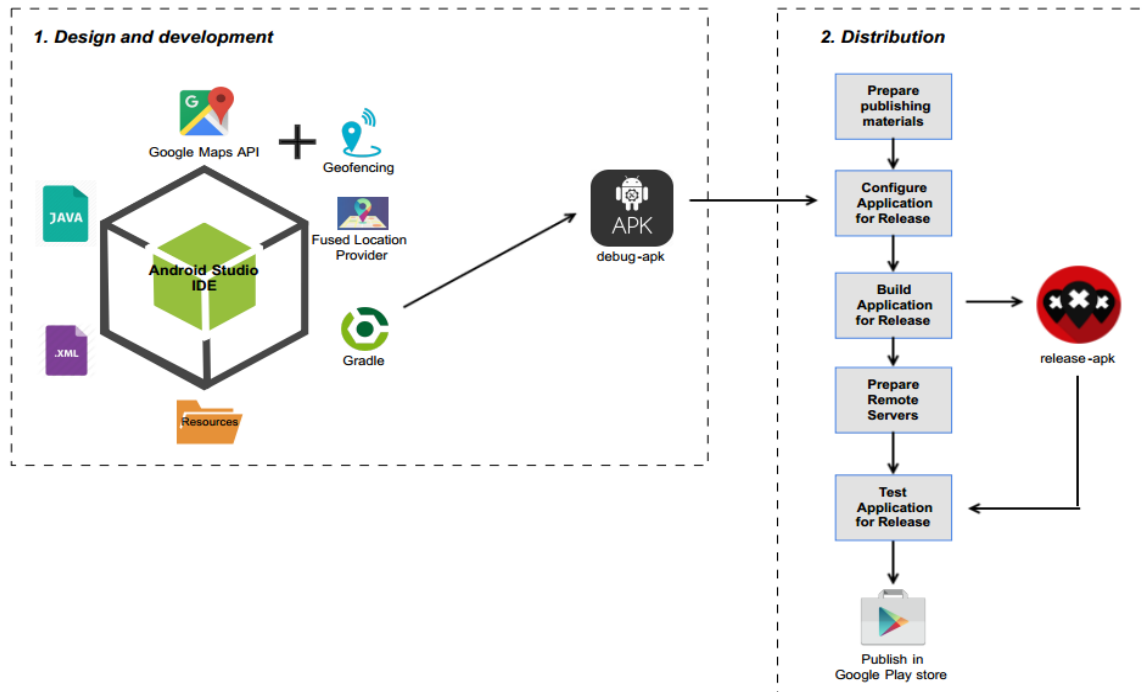 1. Design and development
G
Google Maps API
Geofencing
JAVA
Fused Location
Provider
Android Studio
IDE
.XML
Gradle
Resources
APK
debug-apk
2. Distribution
Prepare
publishing
materials
Configure
Application
for Release
Build
Application
for Release
release-apk
Prepare
Remote
Servers
Test
Application
for Release
Publish in
Google Play store